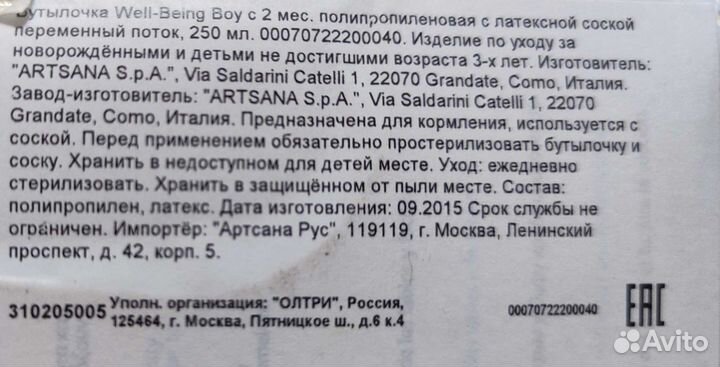 Бутылочка Well-Being Boy с 2 мес. полипропиленовая с латексной соской
переменный поток, 250 мл. 00070722200040. Изделие по уходу за
новорождёнными и детьми не достигшими возраста 3-х лет. Изготовитель:
"ARTSANA S.p.A.", Via Saldarini Catelli 1, 22070 Grandate, Como, Италия.
Завод-изготовитель: "ARTSANA S.p.A.", Via Saldarini Catelli 1, 22070
Grandate, Como, Италия. Предназначена для кормления, используется с
соской. Перед применением обязательно простерилизовать бутылочку и
соску. Хранить в недоступном для детей месте. Уход: ежедневно
стерилизовать. Хранить в защищённом от пыли месте. Состав:
полипропилен, латекс. Дата изготовления: 09.2015 Срок службы не
ограничен. Импортёр: "Артсана Рус", 119119, г. Москва, Ленинский
проспект, д. 42, корп. 5.
310205005 Уполн. организация: "ОЛТРИ", Россия,
125464, г. Москва, Пятницкое ш., д.6 к.4
00070722200040
EAC
Avito